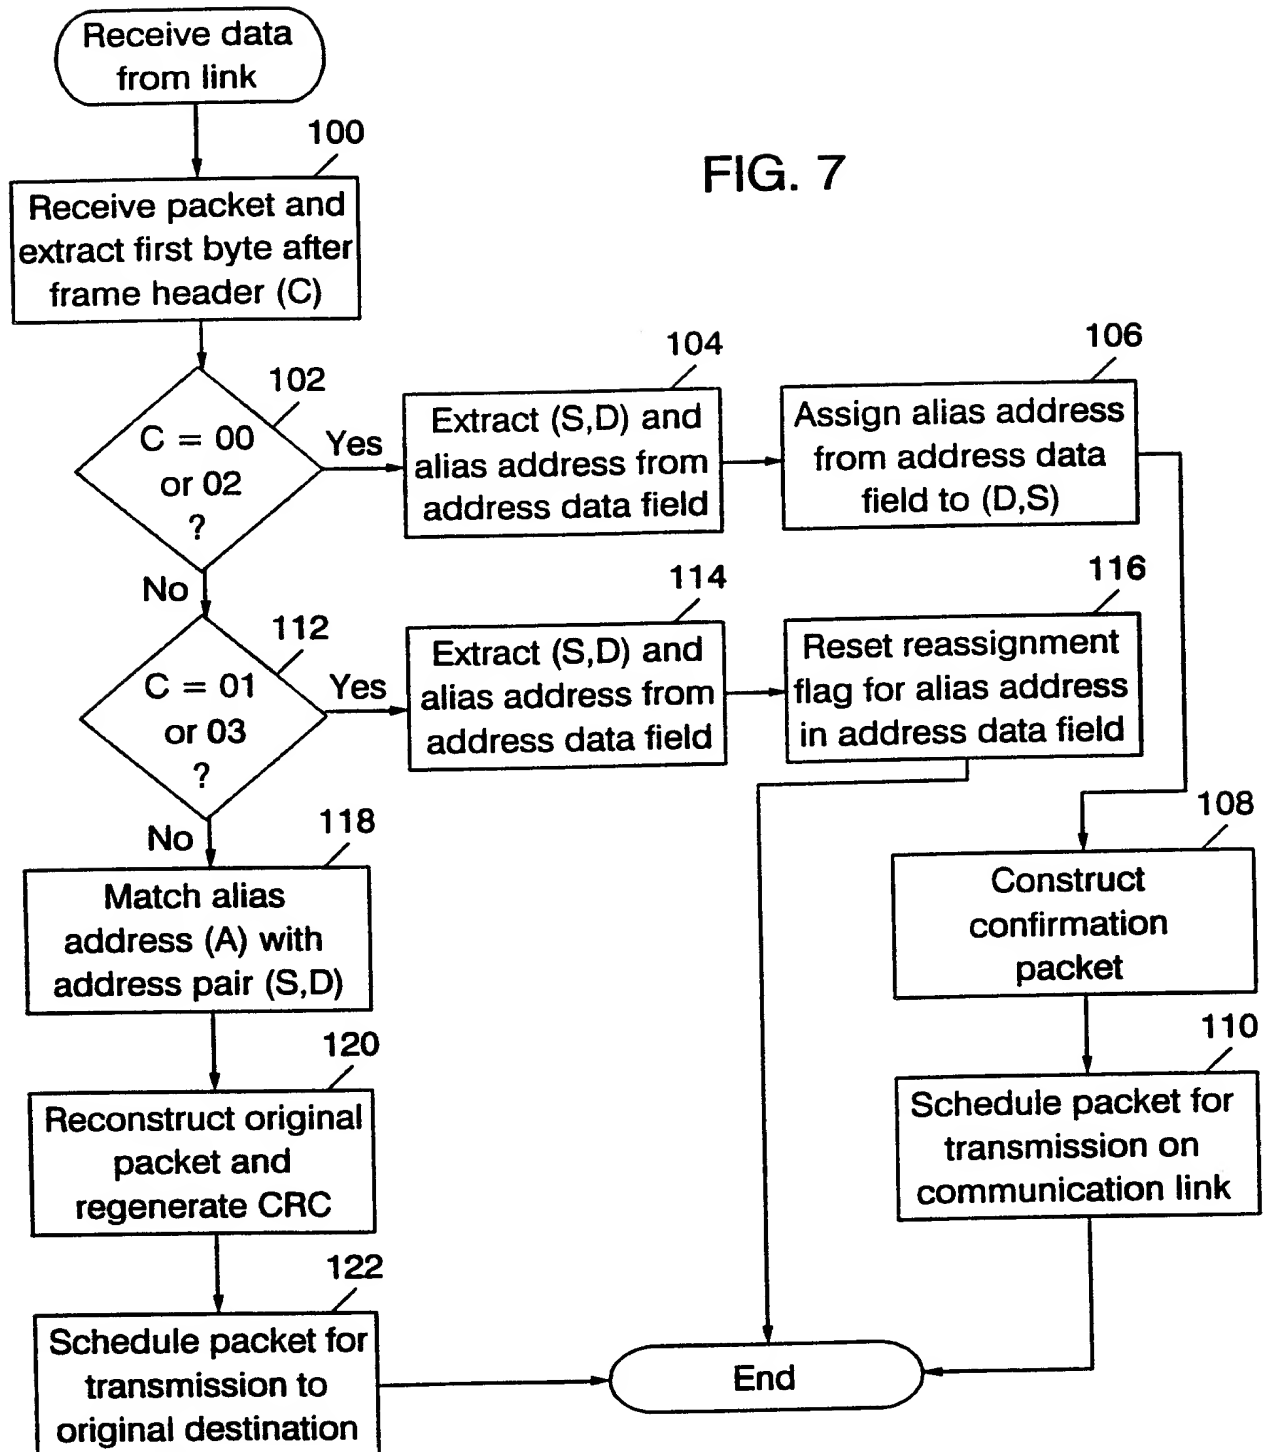 Receive data
from link
100
FIG. 7
Receive packet and
extract first byte after
frame header (C)
102
C = 00
or 02
?
Yes
No
104
Extract (S,D) and
alias address from
address data field
106
Assign alias address
from address data
field to (D,S)
112
C = 01
or 03
?
Yes
No
114
Extract (S,D) and
alias address from
address data field
116
Reset reassignment
flag for alias address
in address data field
108
Construct
confirmation
packet
110
Schedule packet for
transmission on
communication link
118
Match alias
address (A) with
address pair (S,D)
120
Reconstruct original
packet and
regenerate CRC
122
Schedule packet for
transmission to
original destination
End